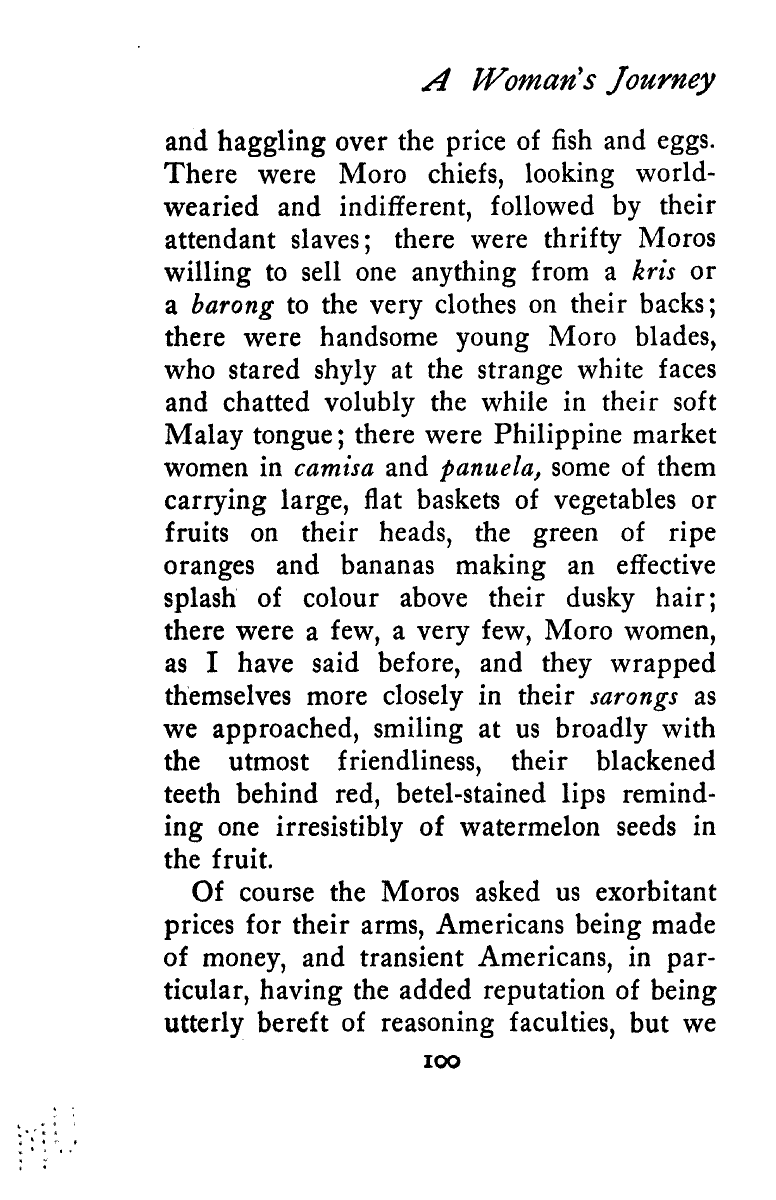 A Woman's Journey
and haggling over the price of fish and eggs.
There were Moro chiefs, looking world-
wearied and indifferent, followed by their
attendant slaves; there were thrifty Moros
willing to sell one anything from a kris or
a barong to the very clothes on their backs;
there were handsome young Moro blades,
who stared shyly at the strange white faces
and chatted volubly the while in their soft
Malay tongue; there were Philippine market
women in camisa and panuela, some of them
carrying large, flat baskets of vegetables or
fruits on their heads, the green of ripe
oranges and bananas making an effective
splash of colour above their dusky hair;
there were a few, a very few, Moro women,
as I have said before, and they wrapped
themselves more closely in their sarongs as
we approached, smiling at us broadly with
the utmost friendliness, their blackened
teeth behind red, betel-stained lips remind-
ing one irresistibly of watermelon seeds in
the fruit.
Of course the Moros asked us exorbitant
prices for their arms, Americans being made
of money, and transient Americans, in par-
ticular, having the added reputation of being
utterly bereft of reasoning faculties, but we
100